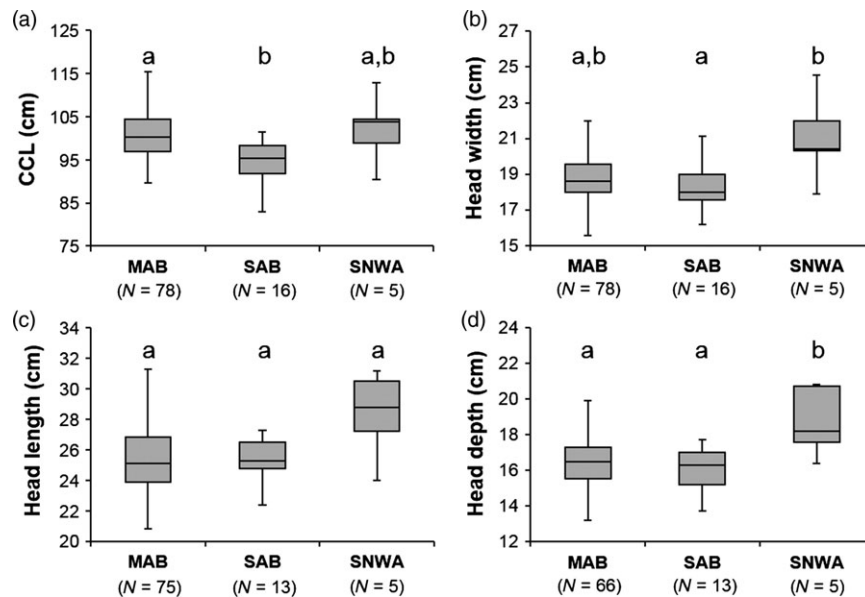 (a)
CCL (cm)
125
115
105
95
85
75
a
b
a,b
MAB
SAB
SNWA
(N = 78)
(N = 16)
(N = 5)
(b)
Head width (cm)
27
25
23
21
19
17
15
a,b
a
b
MAB
SAB
SNWA
(N = 78)
(N = 16)
(N = 5)
(c)
Head length (cm)
34
32
30
28
26
24
22
20
a
a
a
MAB
SAB
SNWA
(N = 75)
(N = 13)
(N = 5)
(d)
Head depth (cm)
24
22
20
18
16
14
12
a
a
b
MAB
SAB
SNWA
(N = 66)
(N = 13)
(N = 5)